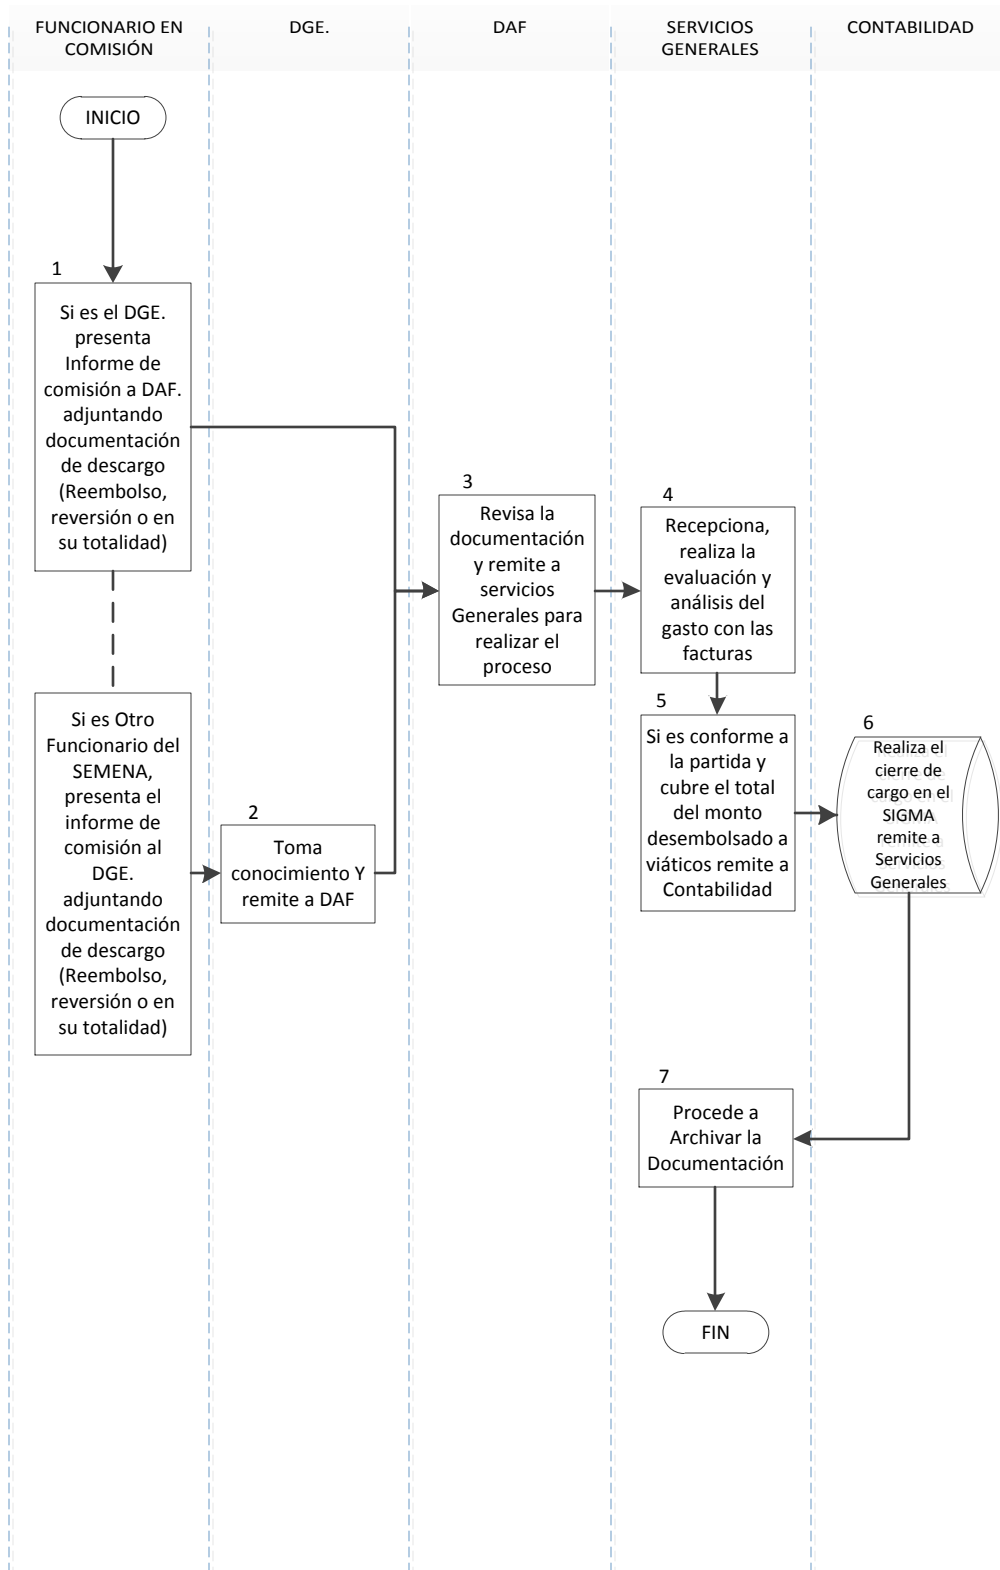 FUNCIONARIO EN
COMISIÓN
DGE.
DAF
SERVICIOS
GENERALES
CONTABILIDAD
INICIO
1
Si es el DGE.
presenta
Informe de
comisión a DAF.
adjuntando
documentación
de descargo
(Reembolso,
reversión o en
su totalidad)
Si es Otro
Funcionario del
SEMENA,
presenta el
informe de
comisión al
DGE.
adjuntando
documentación
de descargo
(Reembolso,
reversión o en
su totalidad)
2
Toma
conocimiento Y
remite a DAF
3
Revisa la
documentación
y remite a
servicios
Generales para
realizar el
proceso
4
Recepciona,
realiza la
evaluación y
análisis del
gasto con las
facturas
5
Si es conforme a
la partida y
cubre el total
del monto
desembolsado a
viáticos remite a
Contabilidad
6
Realiza el
cierre de
cargo en el
SIGMA
remite a
Servicios
Generales
7
Procede a
Archivar la
Documentación
FIN